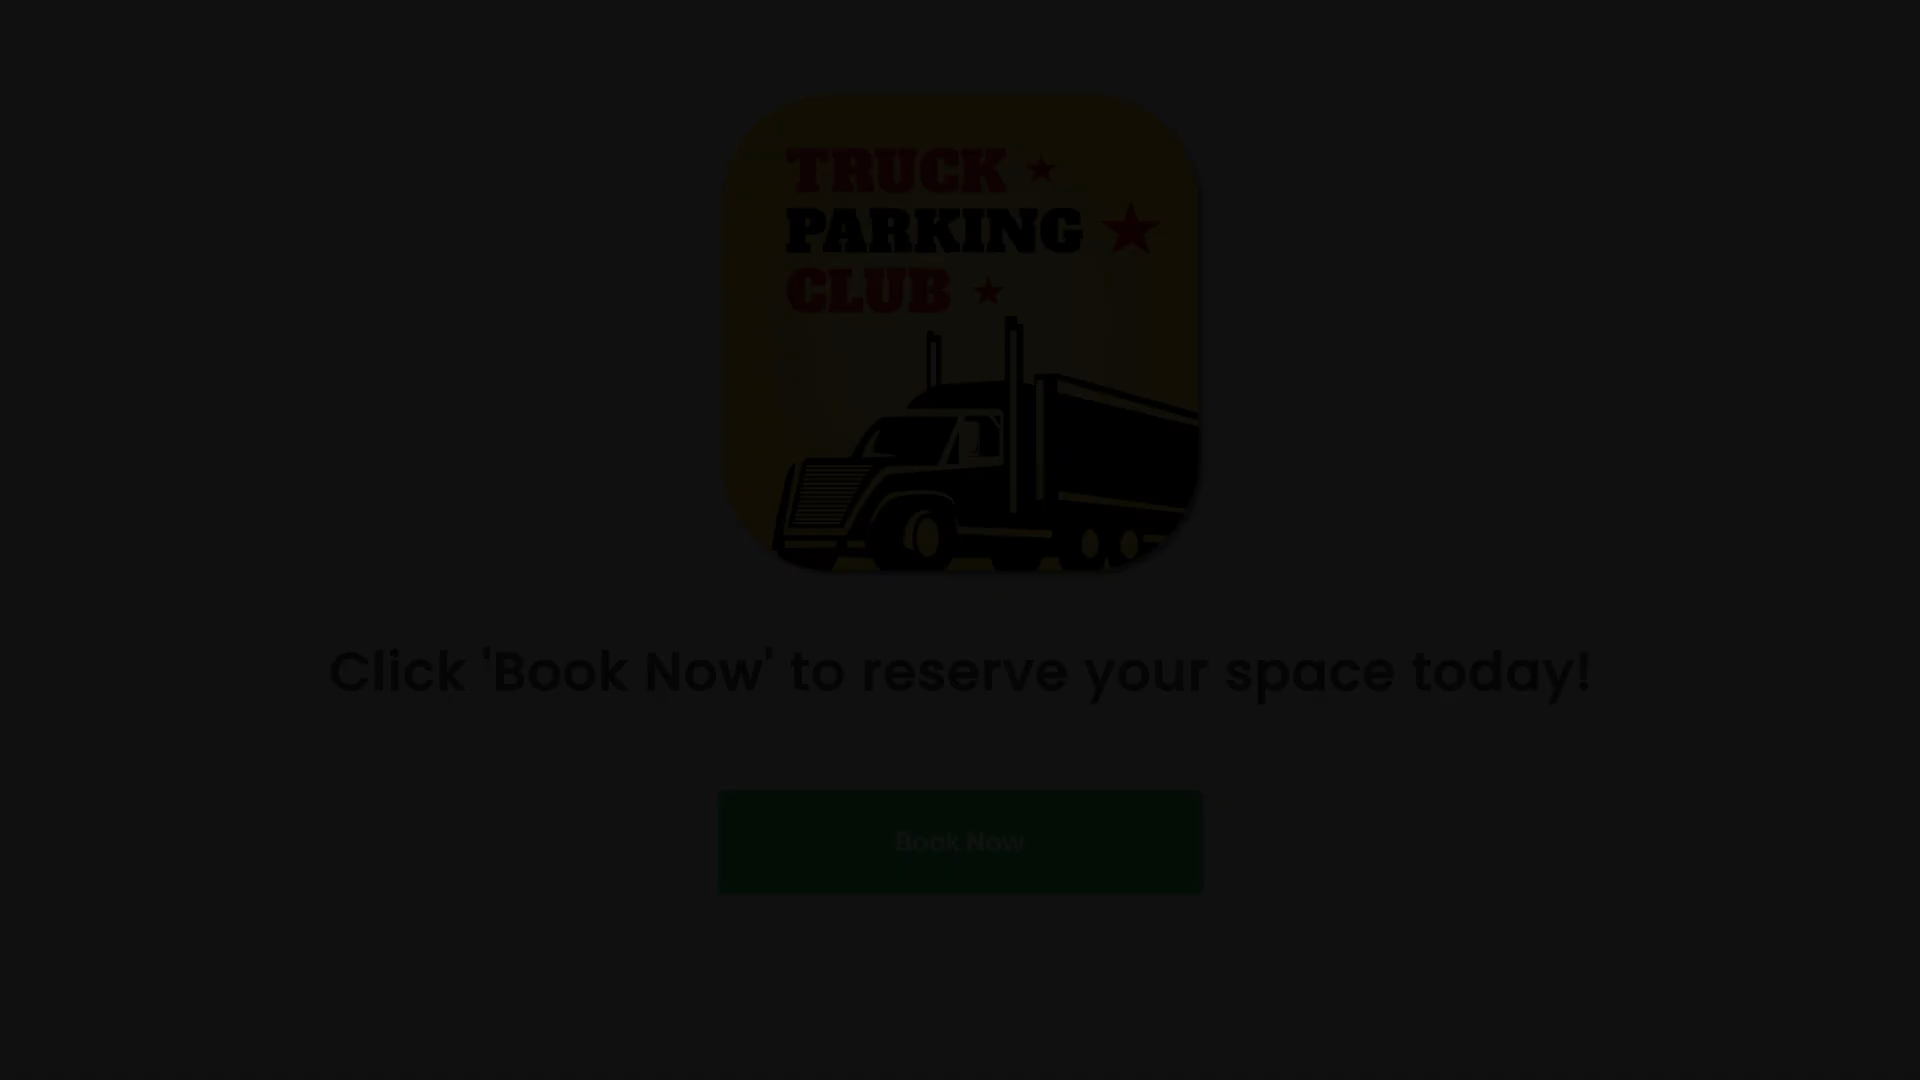 TRUCK
PARKING
CLUB
Click 'Book Now' to reserve your space today!
Book Now